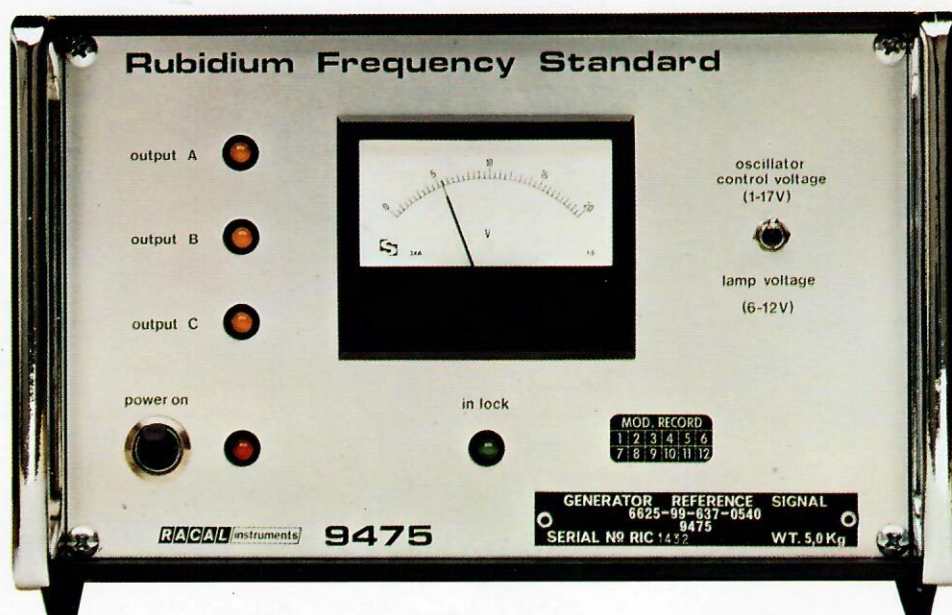 Rubidium Frequency Standard
output A
output B
output C
0 5 10 15 20
V
1.0
oscillator
control voltage
(1-17V)
lamp voltage
(6-12V)
power on
in lock
MOD. RECORD
1 2 3 4 5 6
7 8 9 10 11 12
RACAL instruments 9475
GENERATOR REFERENCE SIGNAL
6625-99-637-0540
9475
SERIAL Nº RIC 1432 WT. 5,0 Kg